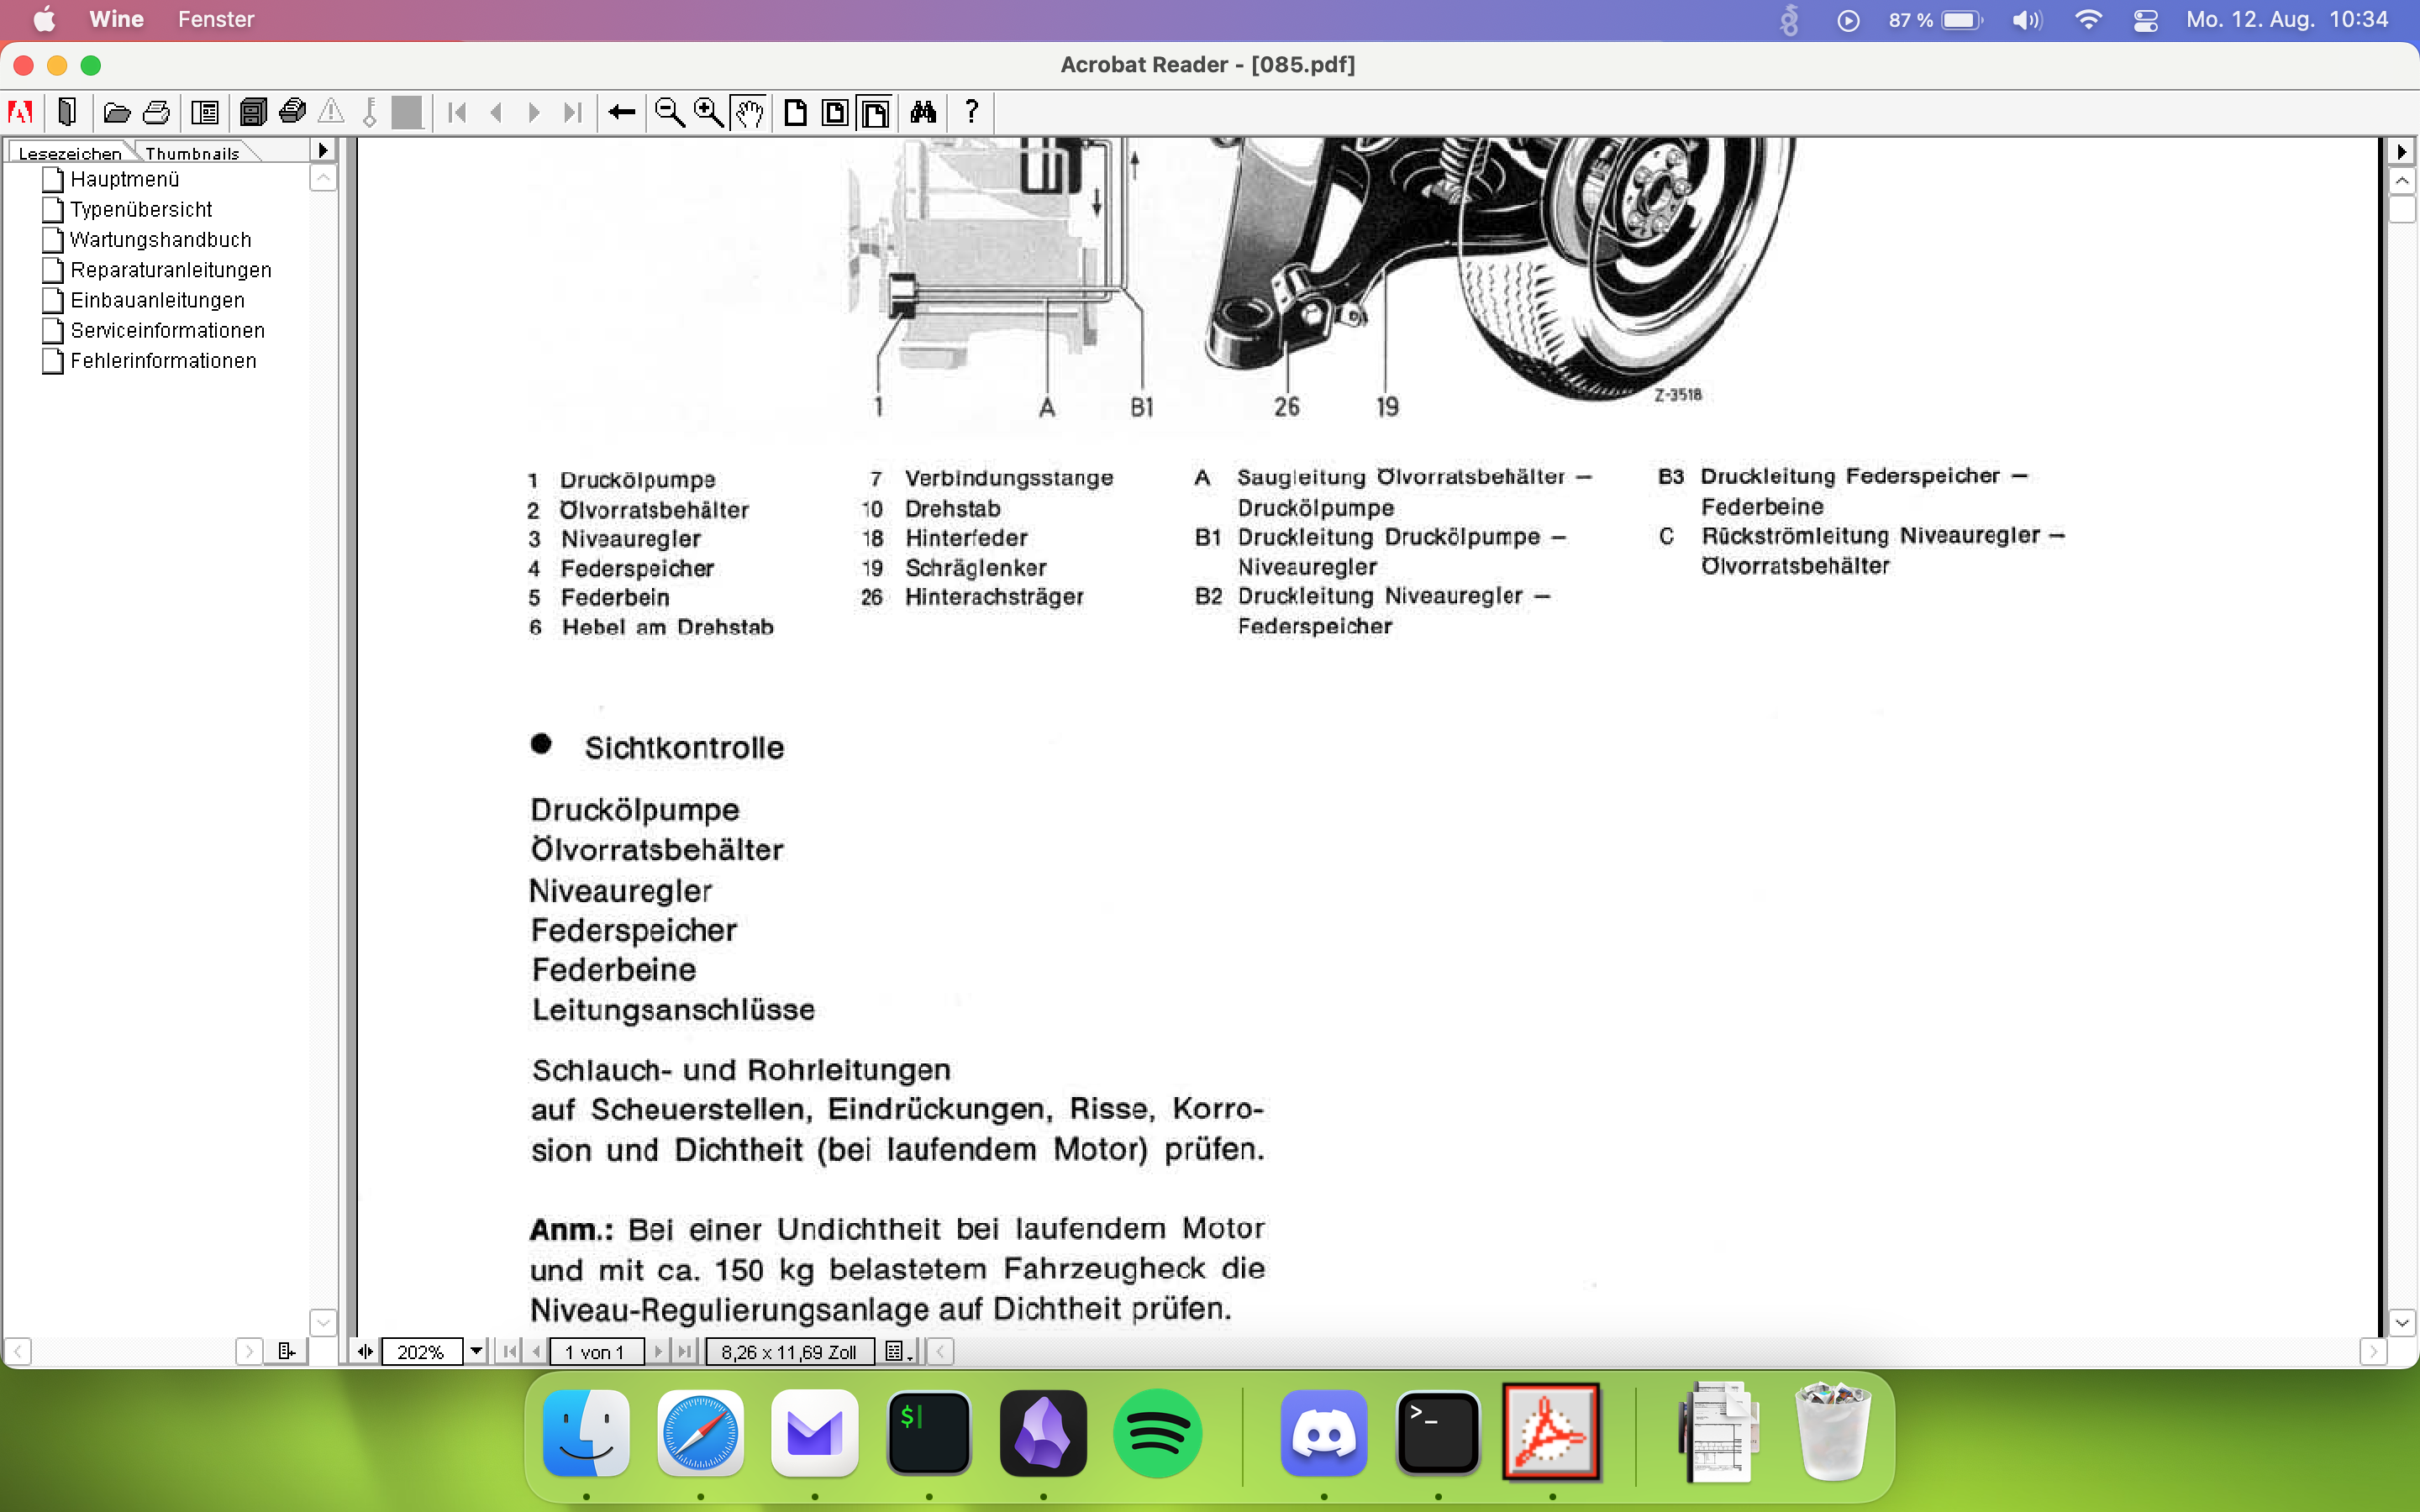 Wine Fenster 87 % Mo. 12. Aug. 10:34
Acrobat Reader - [085.pdf]
?
Lesezeichen Thumbnails
Hauptmenü
Typenübersicht
Wartungshandbuch
Reparaturanleitungen
Einbauanleitungen
Serviceinformationen
Fehlerinformationen
Z-3518
1 A B1 26 19
1 Druckölpumpe
2 Ölvorratsbehälter
3 Niveauregler
4 Federspeicher
5 Federbein
6 Hebel am Drehstab
7 Verbindungsstange
10 Drehstab
18 Hinterfeder
19 Schräglenker
26 Hinterachsträger
A Saugleitung Ölvorratsbehälter –
Druckölpumpe
B1 Druckleitung Druckölpumpe –
Niveauregler
B2 Druckleitung Niveauregler –
Federspeicher
B3 Druckleitung Federspeicher –
Federbeine
C Rückströmleitung Niveauregler –
Ölvorratsbehälter
● Sichtkontrolle
Druckölpumpe
Ölvorratsbehälter
Niveauregler
Federspeicher
Federbeine
Leitungsanschlüsse
Schlauch- und Rohrleitungen
auf Scheuerstellen, Eindrückungen, Risse, Korro-
sion und Dichtheit (bei laufendem Motor) prüfen.
Anm.: Bei einer Undichtheit bei laufendem Motor
und mit ca. 150 kg belastetem Fahrzeugheck die
Niveau-Regulierungsanlage auf Dichtheit prüfen.
202% 1 von 1 8,26 x 11,69 Zoll
$
>_